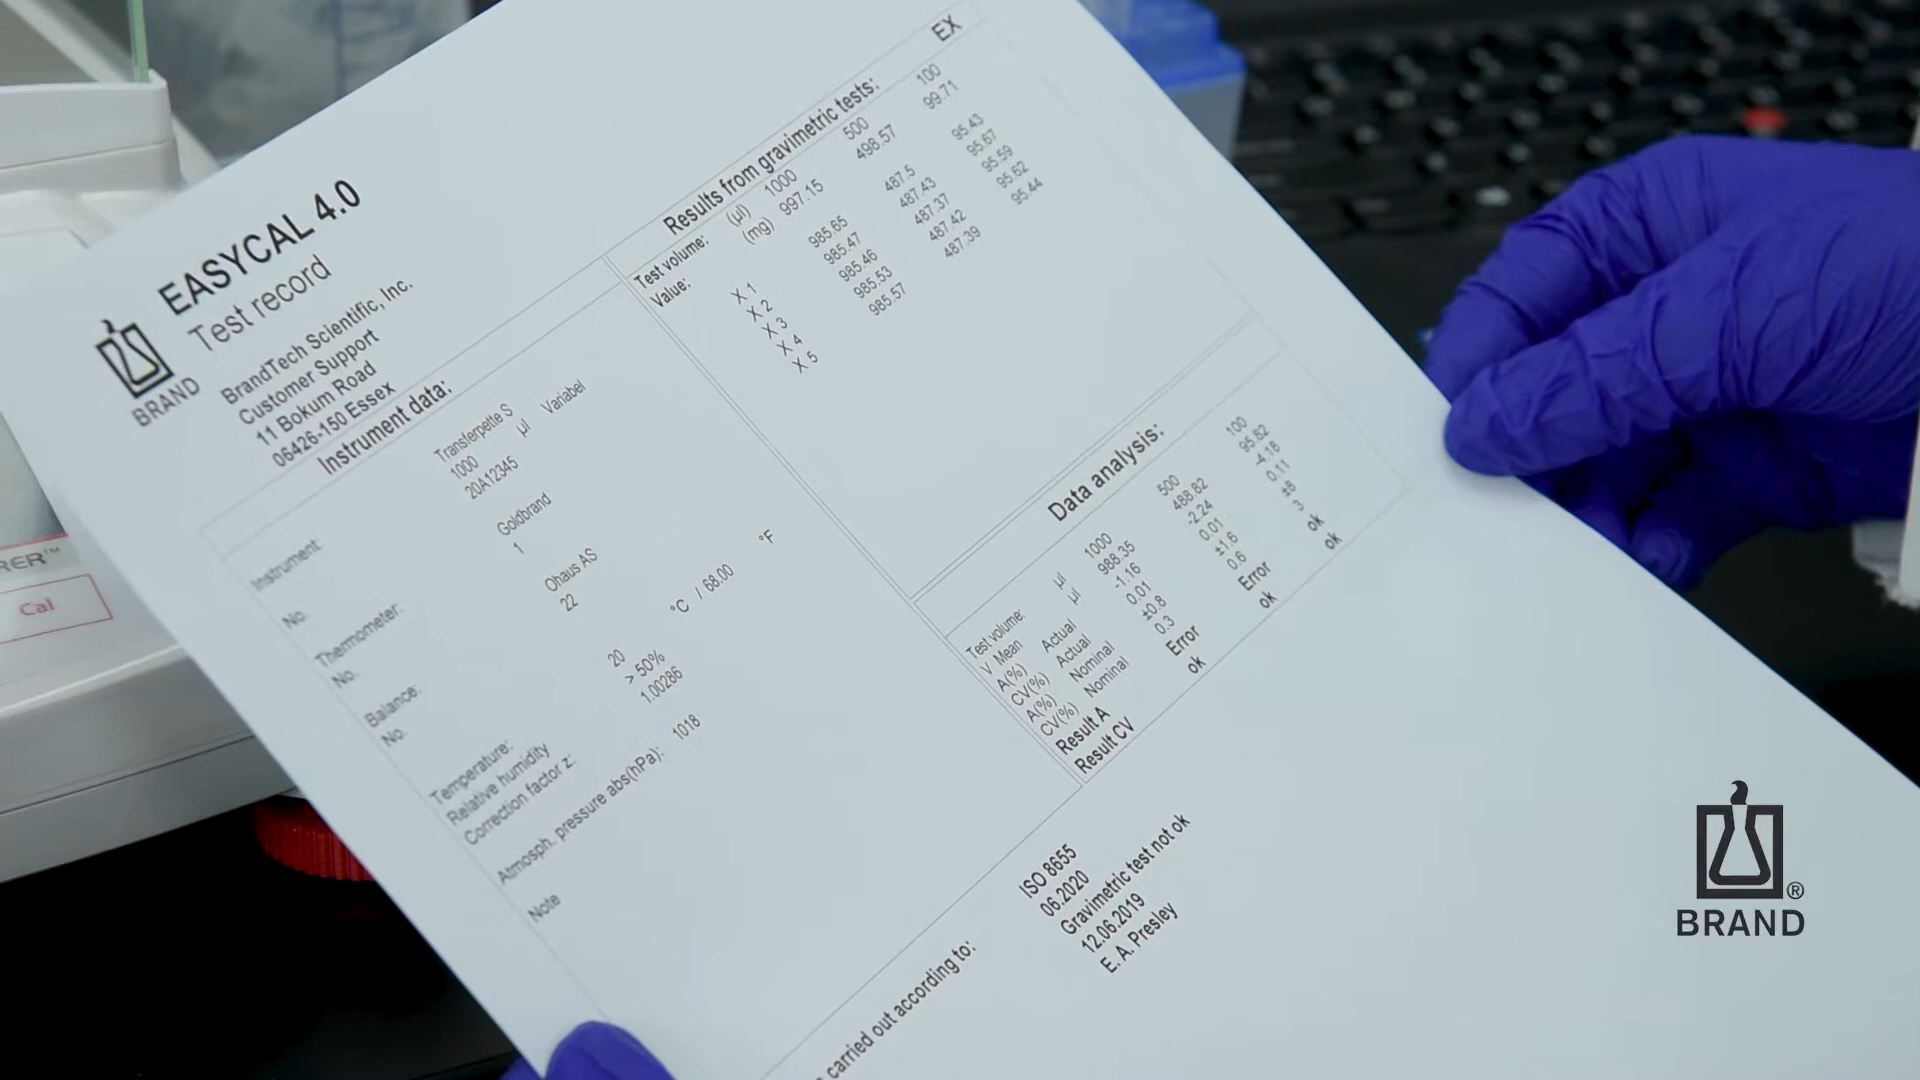 EASYCAL 4.0
Test record
BRAND
BrandTech Scientific, Inc.
Customer Support
11 Bokum Road
06426-150 Essex
Instrument data:
Instrument: Transferpette S
1000 µl Variabel
No. 20A12345
Thermometer: Goldbrand
No. 1
Balance: Ohaus AS
No. 22
Temperature: 20 °C / 68.00 °F
Relative humidity > 50%
Correction factor z: 1.00286
Atmosph. pressure abs(hPa): 1018
Note
Results from gravimetric tests: EX
Test volume: (µl) 1000 500 100
Value: (mg) 997.15 498.57 99.71
X 1 985.65 487.5 95.43
X 2 985.47 487.43 95.67
X 3 985.46 487.37 95.59
X 4 985.53 487.42 95.62
X 5 985.57 487.39 95.44
Data analysis:
Test volume: µl 1000 500 100
V Mean µl 988.35 488.82 95.82
A(%) Actual -1.16 -2.24 -4.18
CV(%) Actual 0.01 0.01 0.11
A(%) Nominal ±0.8 ±1.6 ±8
CV(%) Nominal 0.3 0.6 3
Result A Error Error ok
Result CV ok ok ok
carried out according to: ISO 8655
06.2020
Gravimetric test not ok
12.06.2019
E. A. Presley
RER™
Cal
BRAND®